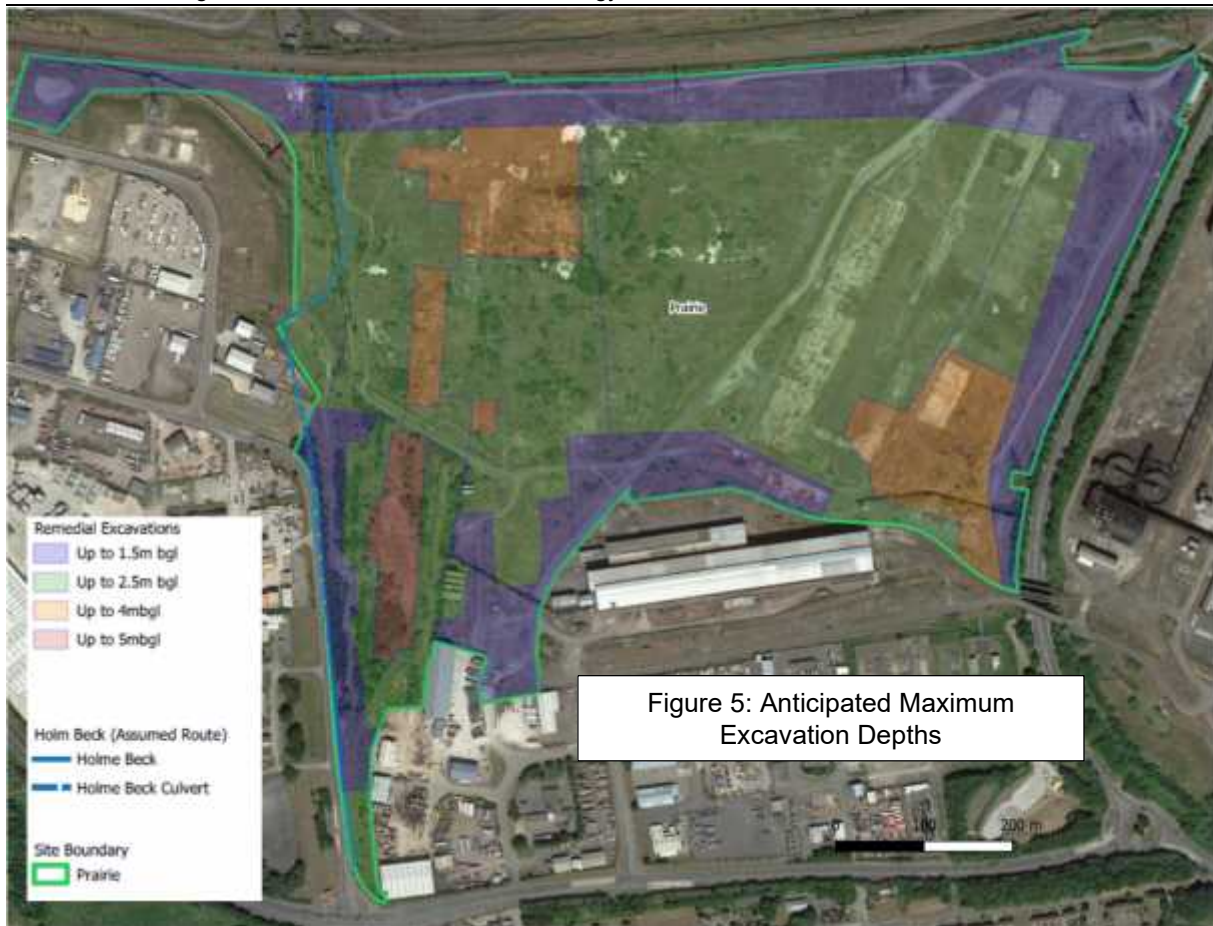 Prairie
Remedial Excavations
Up to 1.5m bgl
Up to 2.5m bgl
Up to 4mbgl
Up to 5mbgl
Holm Beck (Assumed Route)
Holme Beck
Holme Beck Culvert
Site Boundary
Prairie
Figure 5: Anticipated Maximum
Excavation Depths
0 100 200 m